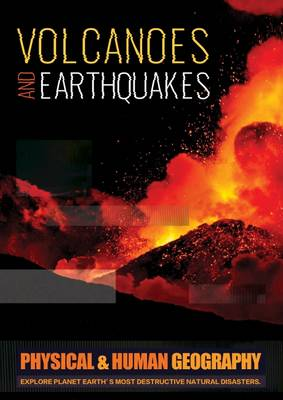 VOLCANOES
AND EARTHQUAKES
PHYSICAL & HUMAN GEOGRAPHY
EXPLORE PLANET EARTH´S MOST DESTRUCTIVE NATURAL DISASTERS.